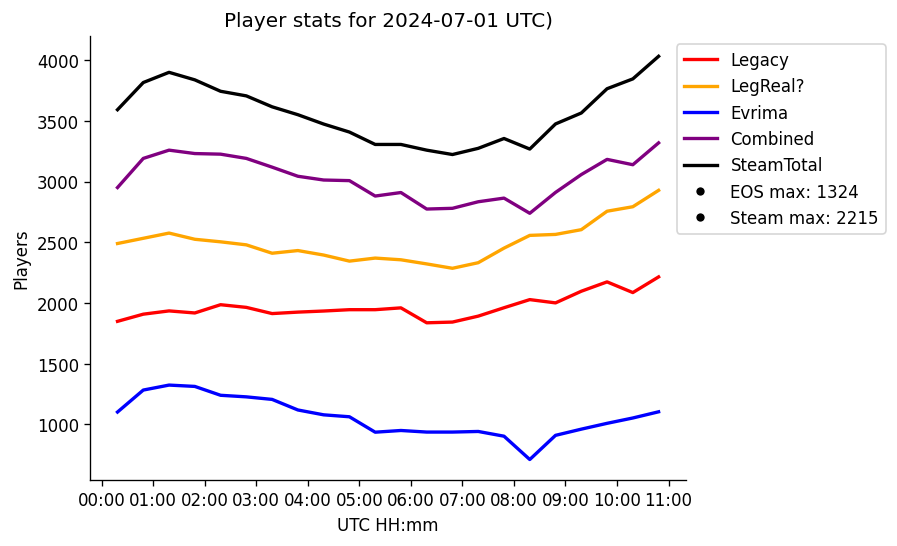 Player stats for 2024-07-01 UTC)
4000
3500
3000
2500
2000
1500
1000
Players
00:00 01:00 02:00 03:00 04:00 05:00 06:00 07:00 08:00 09:00 10:00 11:00
UTC HH:mm
Legacy
LegReal?
Evrima
Combined
SteamTotal
EOS max: 1324
Steam max: 2215